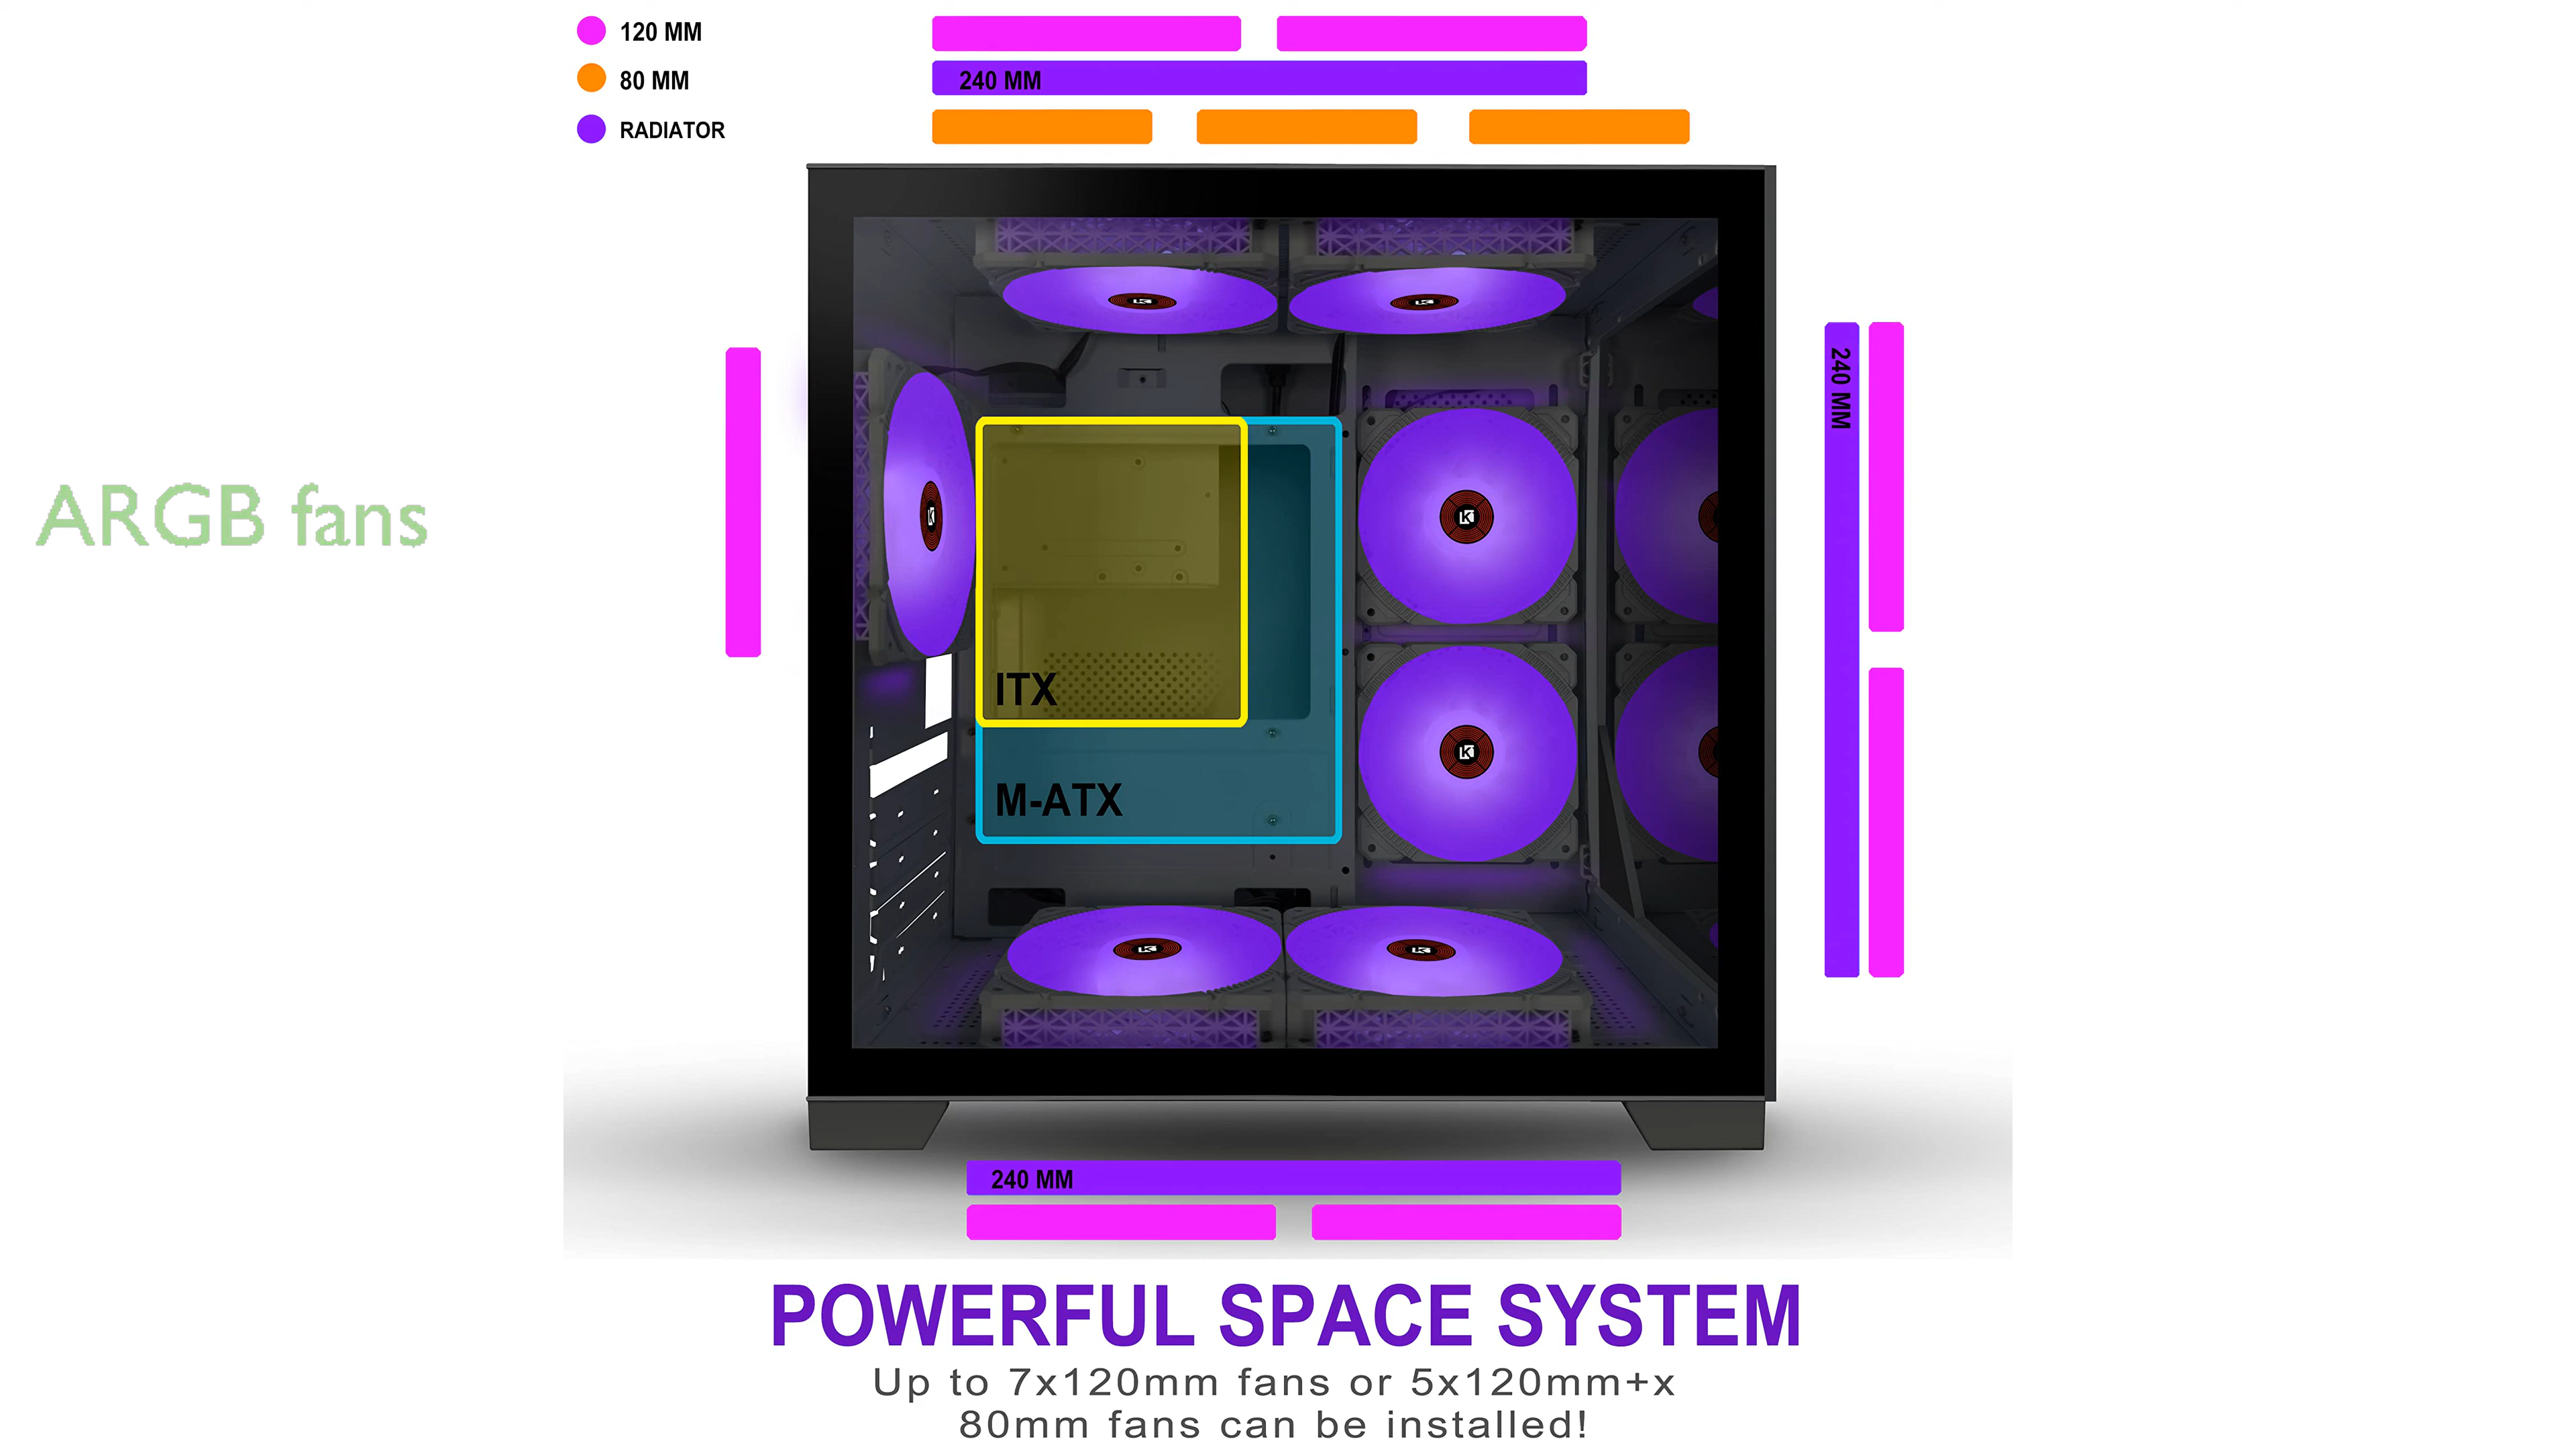 120 MM
80 MM
RADIATOR
240 MM
240 MM
ARGB fans
ITX
M-ATX
240 MM
POWERFUL SPACE SYSTEM
Up to 7x120mm fans or 5x120mm+x
80mm fans can be installed!